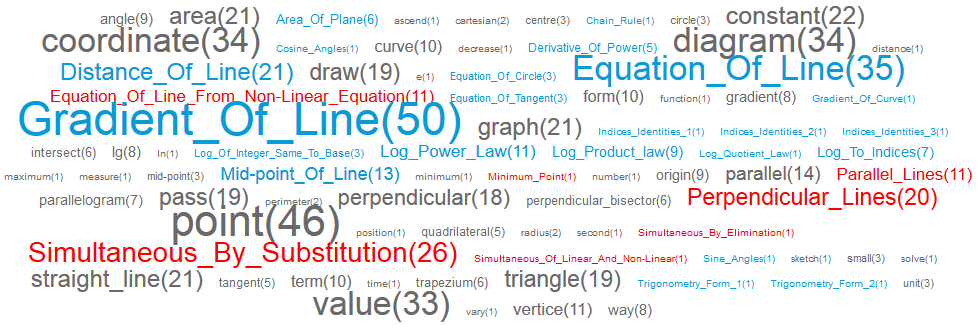 angle(9) area(21) Area_Of_Plane(6) ascend(1) cartesian(2) centre(3) Chain_Rule(1) circle(3) constant(22)
coordinate(34) Cosine_Angles(1) curve(10) decrease(1) Derivative_Of_Power(5) diagram(34) distance(1)
Distance_Of_Line(21) draw(19) e(1) Equation_Of_Circle(3) Equation_Of_Line(35)
Equation_Of_Line_From_Non-Linear_Equation(11) Equation_Of_Tangent(3) form(10) function(1) gradient(8) Gradient_Of_Curve(1)
Gradient_Of_Line(50) graph(21) Indices_Identities_1(1) Indices_Identities_2(1) Indices_Identities_3(1)
intersect(6) lg(8) ln(1) Log_Of_Integer_Same_To_Base(3) Log_Power_Law(11) Log_Product_law(9) Log_Quotient_Law(1) Log_To_Indices(7)
maximum(1) measure(1) mid-point(3) Mid-point_Of_Line(13) minimum(1) Minimum_Point(1) number(1) origin(9) parallel(14) Parallel_Lines(11)
parallelogram(7) pass(19) perimeter(2) perpendicular(18) perpendicular_bisector(6) Perpendicular_Lines(20)
point(46) position(1) quadrilateral(5) radius(2) second(1) Simultaneous_By_Elimination(1)
Simultaneous_By_Substitution(26) Simultaneous_Of_Linear_And_Non-Linear(1) Sine_Angles(1) sketch(1) small(3) solve(1)
straight_line(21) tangent(5) term(10) time(1) trapezium(6) triangle(19) Trigonometry_Form_1(1) Trigonometry_Form_2(1) unit(3)
value(33) vary(1) vertice(11) way(8)